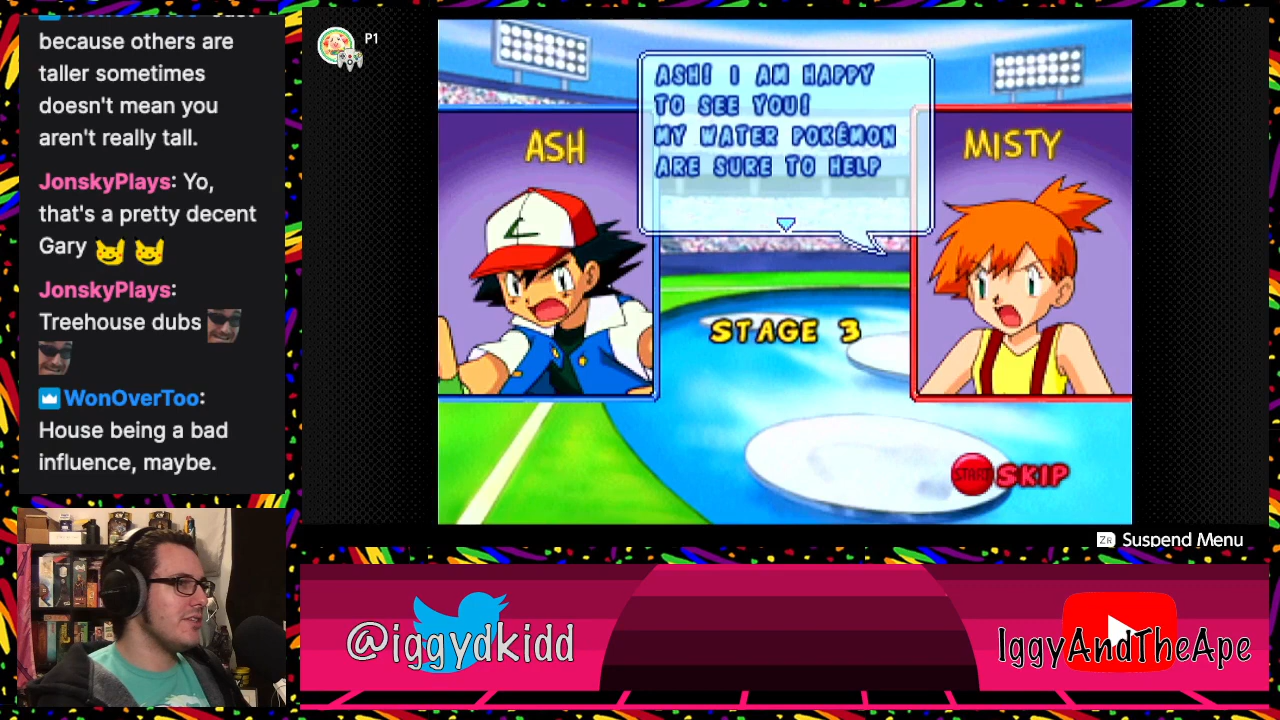 because others are
taller sometimes
doesn't mean you
aren't really tall.
JonskyPlays: Yo,
that's a pretty decent
Gary
JonskyPlays:
Treehouse dubs
WonOverToo:
House being a bad
influence, maybe.
P1
ASH! I AM HAPPY
TO SEE YOU!
MY WATER POKÉMON
ARE SURE TO HELP
ASH
MISTY
STAGE 3
START SKIP
ZR Suspend Menu
@iggydkidd
IggyAndTheApe